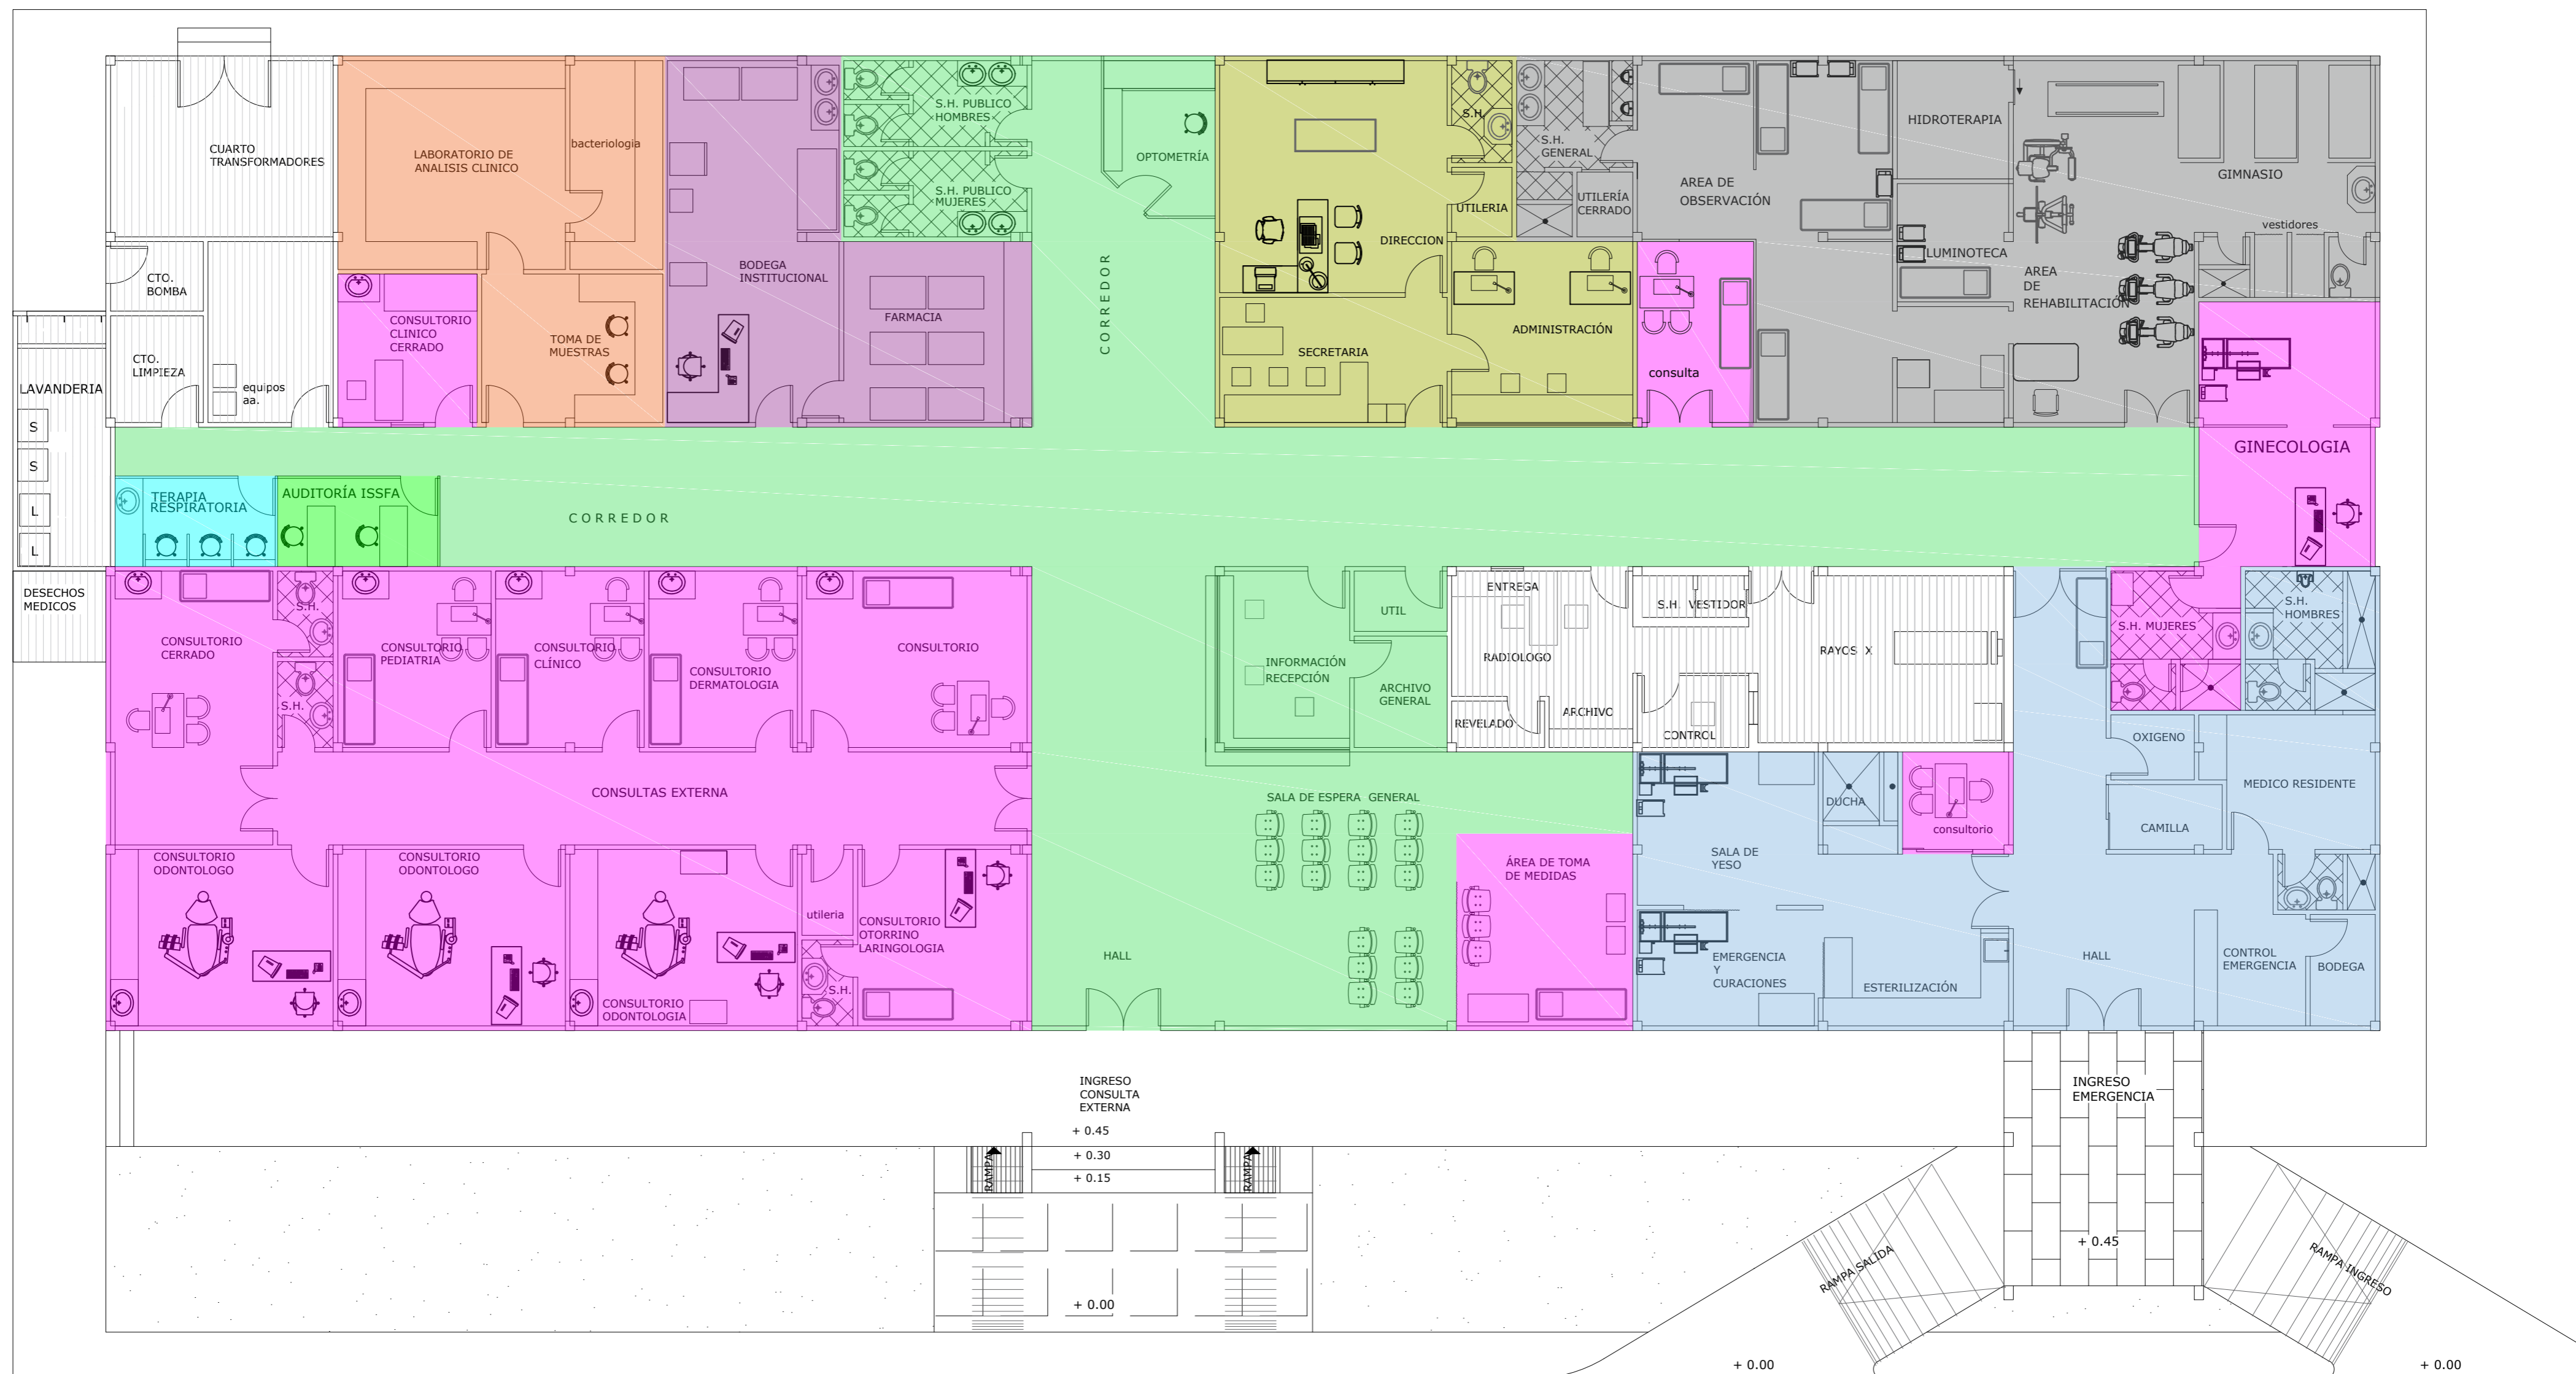 CUARTO
TRANSFORMADORES
LABORATORIO DE
ANALISIS CLINICO
bacteriologia
S.H. PUBLICO
HOMBRES
S.H. PUBLICO
MUJERES
OPTOMETRÍA
S.H.
UTILERIA
DIRECCION
S.H.
GENERAL
UTILERÍA
CERRADO
AREA DE
OBSERVACIÓN
HIDROTERAPIA
GIMNASIO
vestidores
LUMINOTECA
AREA
DE
REHABILITACIÓN
CTO.
BOMBA
CTO.
LIMPIEZA
equipos
aa.
CONSULTORIO
CLINICO
CERRADO
TOMA DE
MUESTRAS
BODEGA
INSTITUCIONAL
FARMACIA
CORREDOR
SECRETARIA
ADMINISTRACIÓN
consulta
GINECOLOGIA
LAVANDERIA
S
S
L
L
TERAPIA
RESPIRATORIA
AUDITORÍA ISSFA
CORREDOR
DESECHOS
MEDICOS
CONSULTORIO
CERRADO
S.H.
S.H.
CONSULTORIO
PEDIATRIA
CONSULTORIO
CLÍNICO
CONSULTORIO
DERMATOLOGIA
CONSULTORIO
INFORMACIÓN
RECEPCIÓN
UTIL
ARCHIVO
GENERAL
ENTREGA
RADIOLOGO
REVELADO
ARCHIVO
S.H.
VESTIDOR
CONTROL
RAYOS X
S.H. MUJERES
S.H.
HOMBRES
OXIGENO
MEDICO RESIDENTE
CAMILLA
CONSULTAS EXTERNA
SALA DE ESPERA GENERAL
DUCHA
consultorio
SALA DE
YESO
ÁREA DE TOMA
DE MEDIDAS
CONSULTORIO
ODONTOLOGO
CONSULTORIO
ODONTOLOGO
CONSULTORIO
ODONTOLOGIA
utileria
S.H.
CONSULTORIO
OTORRINO
LARINGOLOGIA
HALL
EMERGENCIA
Y
CURACIONES
ESTERILIZACIÓN
HALL
CONTROL
EMERGENCIA
BODEGA
INGRESO
CONSULTA
EXTERNA
+ 0.45
+ 0.30
+ 0.15
RAMPA
RAMPA
+ 0.00
INGRESO
EMERGENCIA
+ 0.45
RAMPA SALIDA
RAMPA INGRESO
+ 0.00
+ 0.00